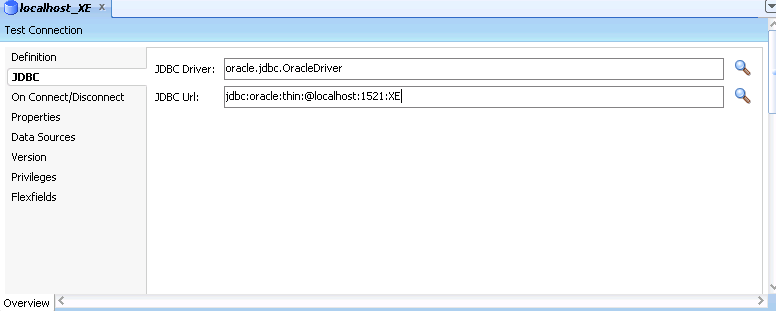 localhost_XE
Test Connection
Definition
JDBC
On Connect/Disconnect
Properties
Data Sources
Version
Privileges
Flexfields
JDBC Driver: oracle.jdbc.OracleDriver
JDBC Url: jdbc:oracle:thin:@localhost:1521:XE
Overview